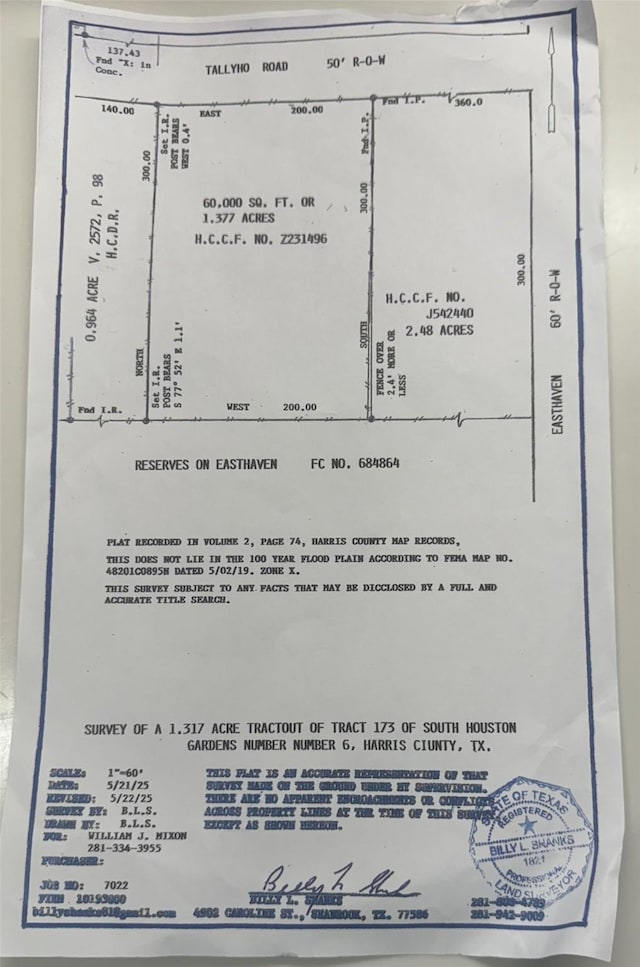 137.43
Fnd "X: in
Conc.
TALLYHO ROAD 50' R-O-W
140.00
EAST
200.00
Fnd I.P.
360.0
Set I.R.
POST BEARS
WEST 0.4'
300.00
Fnd I.P.
300.00
0.964 ACRE V. 2572, P. 98
H.C.D.R.
60,000 SQ. FT. OR
1.377 ACRES
H.C.C.F. NO. Z231496
300.00
EASTHAVEN 60' R-O-W
H.C.C.F. NO.
J542440
2.48 ACRES
NORTH
Set I.R.
POST BEARS
S 77° 52' E 1.1'
SOUTH
FENCE OVER
2.4' MORE OR
LESS
Fnd I.R.
WEST 200.00
RESERVES ON EASTHAVEN FC NO. 684864
PLAT RECORDED IN VOLUME 2, PAGE 74, HARRIS COUNTY MAP RECORDS,
THIS DOES NOT LIE IN THE 100 YEAR FLOOD PLAIN ACCORDING TO FEMA MAP NO.
48201C0895H DATED 5/02/19. ZONE X.
THIS SURVEY SUBJECT TO ANY FACTS THAT MAY BE DICCLOSED BY A FULL AND
ACCURATE TITLE SEARCH.
SURVEY OF A 1.317 ACRE TRACTOUT OF TRACT 173 OF SOUTH HOUSTON
GARDENS NUMBER NUMBER 6, HARRIS CIUNTY, TX.
SCALE: 1"=60'
DATE: 5/21/25
REVISED: 5/22/25
SURVEY BY: B.L.S.
DRAWN BY: B.L.S.
FOR: WILLIAM J. MIXON
281-334-3955
PURCHASER:
JOB NO: 7022
FIRM
billyshanks81@gmail.com
THIS PLAT IS AN ACCURATE REPRESENTATION OF THAT
SURVEY MADE ON THE GROUND UNDER MY SUPERVISION.
THERE ARE NO APPARENT ENCROACHMENTS OR CONFLICTS
ACROSS PROPERTY LINES AT THE TIME OF THIS SURVEY
EXCEPT AS SHOWN HEREON.
Billy L. Shanks
BILLY L. SHANKS
4902 CAROLINE ST., SEABROOK, TX. 77586
STATE OF TEXAS
REGISTERED
BILLY L. SHANKS
1821
PROFESSIONAL
LAND SURVEYOR
281-942-9009